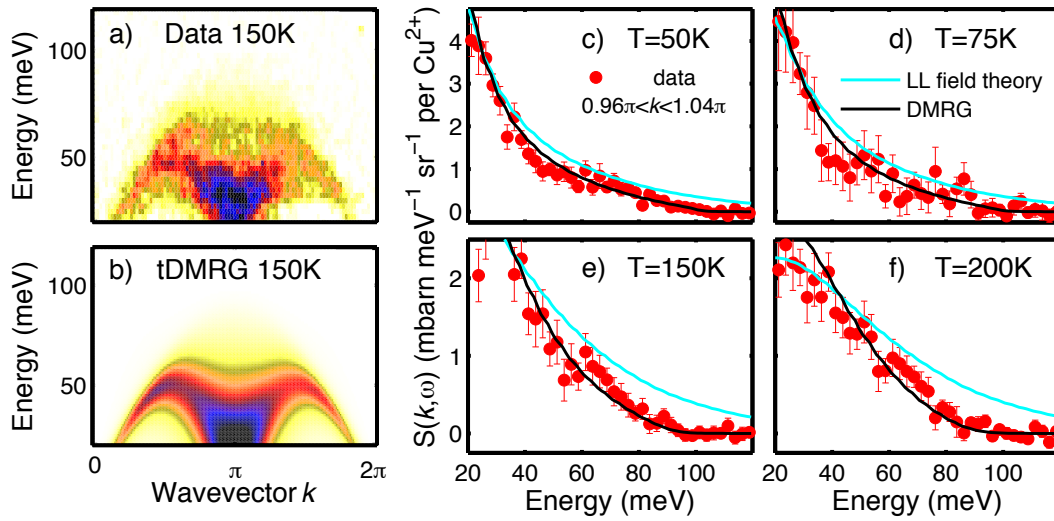 a) Data 150K
Energy (meV)
100
50
b) tDMRG 150K
Energy (meV)
100
50
0 π 2π
Wavevector k
S(k,ω) (mbarn meV⁻¹ sr⁻¹ per Cu²⁺)
c) T=50K
data
0.96π<k<1.04π
4
3
2
1
0
d) T=75K
LL field theory
DMRG
e) T=150K
2
1
0
20 40 60 80 100
Energy (meV)
f) T=200K
20 40 60 80 100
Energy (meV)